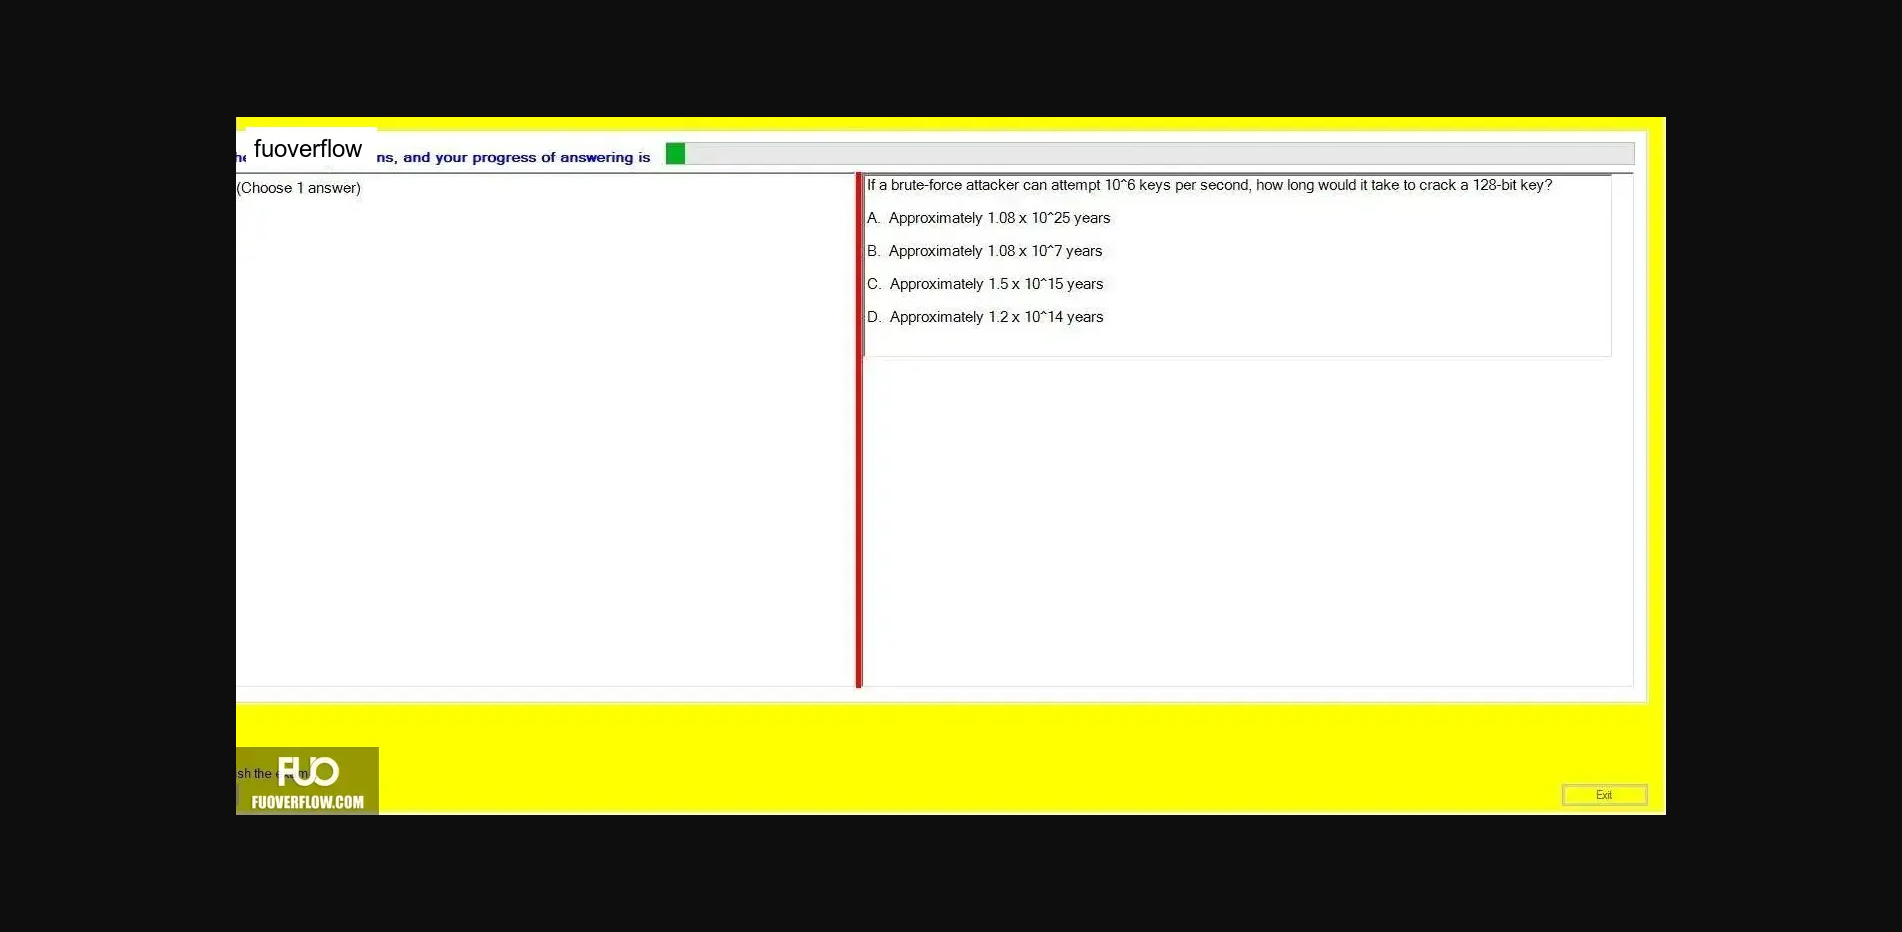 fuoverflow
ns, and your progress of answering is
(Choose 1 answer)
If a brute-force attacker can attempt 10^6 keys per second, how long would it take to crack a 128-bit key?
A. Approximately 1.08 x 10^25 years
B. Approximately 1.08 x 10^7 years
C. Approximately 1.5 x 10^15 years
D. Approximately 1.2 x 10^14 years
sh the
FUO
FUOVERFLOW.COM
Exit